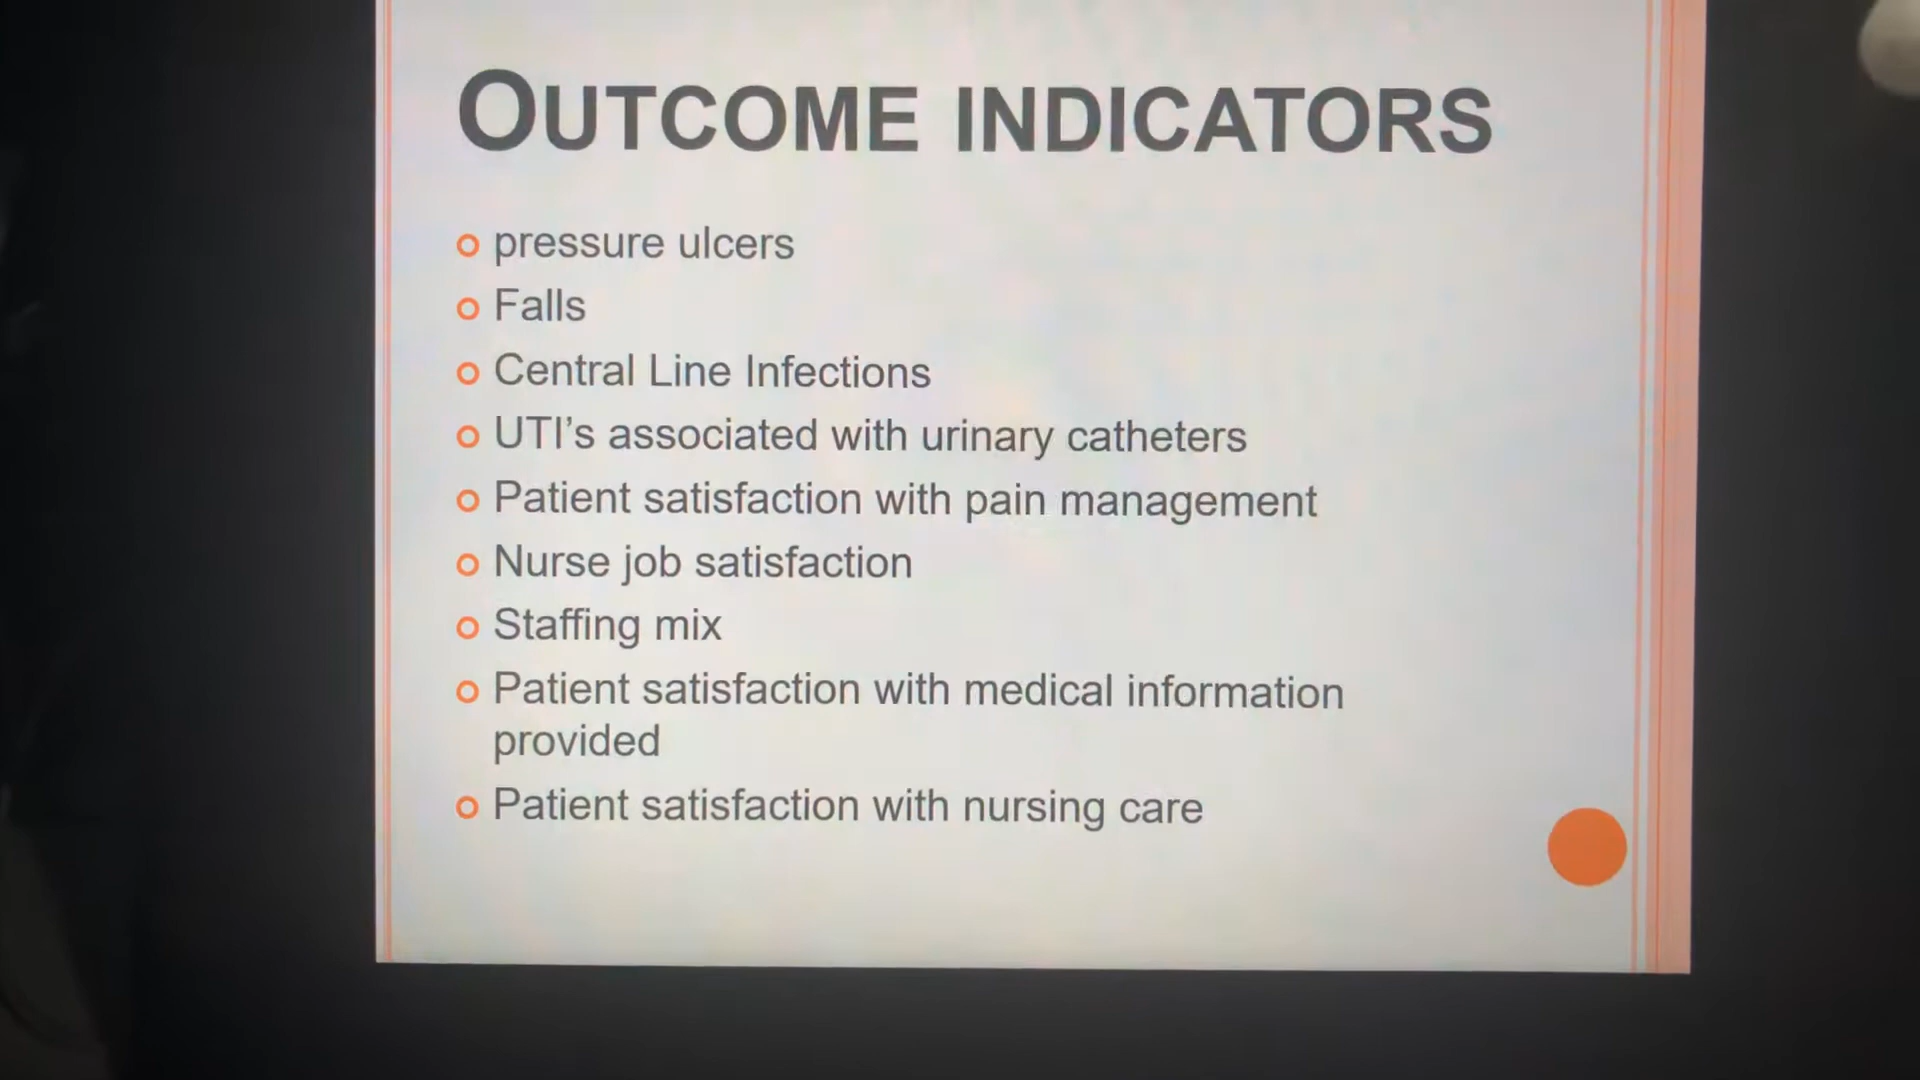 OUTCOME INDICATORS
pressure ulcers
Falls
Central Line Infections
UTI’s associated with urinary catheters
Patient satisfaction with pain management
Nurse job satisfaction
Staffing mix
Patient satisfaction with medical information
provided
Patient satisfaction with nursing care